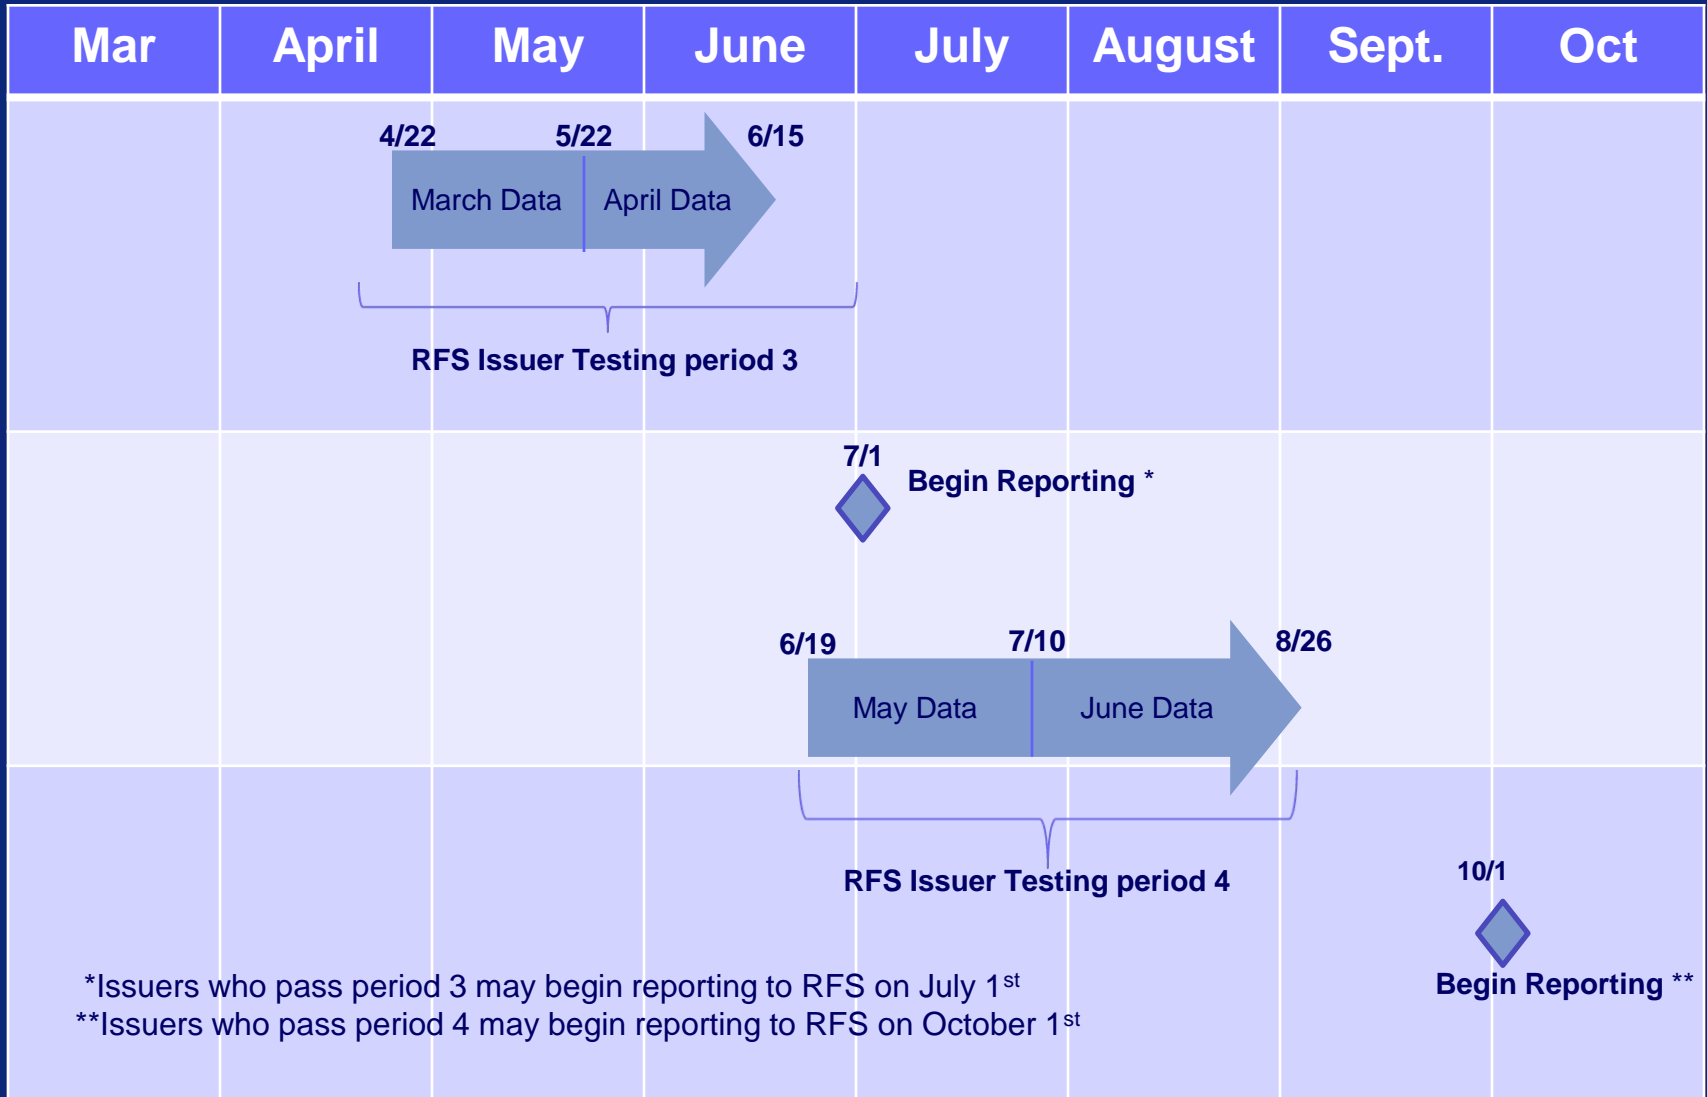 Mar April May June July August Sept. Oct
4/22 5/22 6/15
March Data April Data
RFS Issuer Testing period 3
7/1
Begin Reporting *
6/19 7/10 8/26
May Data June Data
RFS Issuer Testing period 4
10/1
Begin Reporting **
*Issuers who pass period 3 may begin reporting to RFS on July 1st
**Issuers who pass period 4 may begin reporting to RFS on October 1st